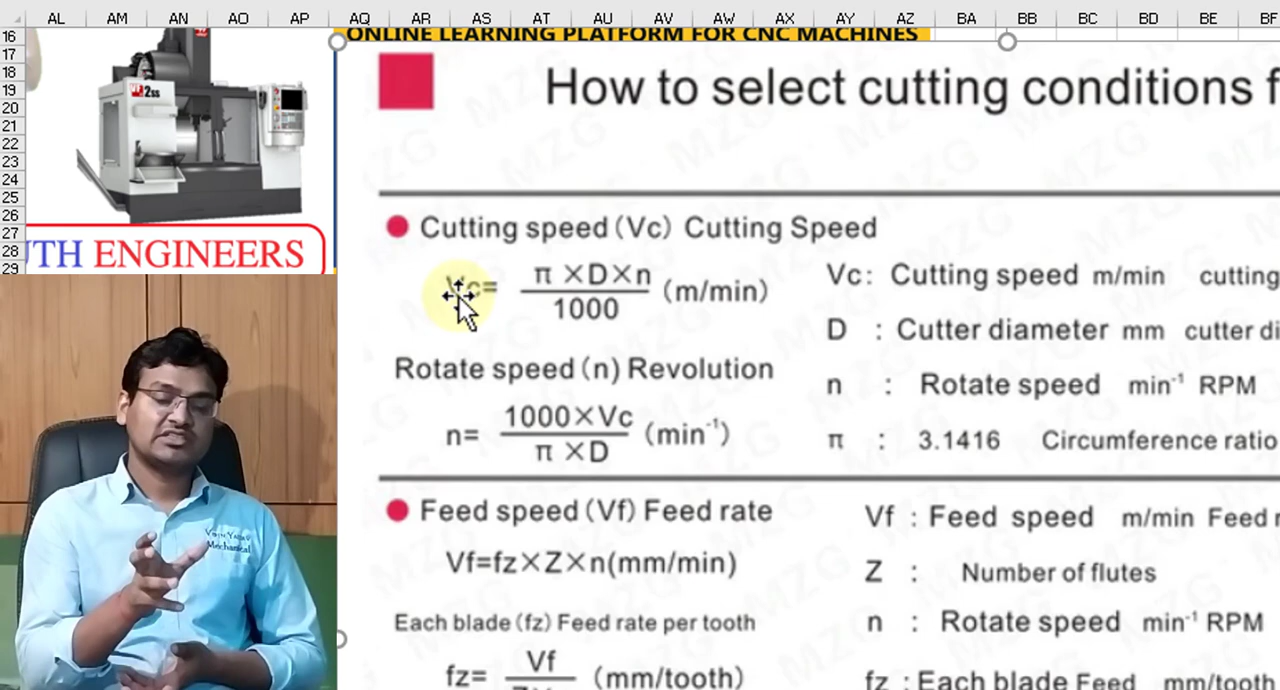 AL AM AN AO AP AQ AR AS AT AU AV AW AX AY AZ BA BB BC BD BE BF
16
17
18
19
20
21
22
23
24
25
26
27
28
29
ONLINE LEARNING PLATFORM FOR CNC MACHINES
VF 2ss
UTH ENGINEERS
How to select cutting conditions f
Cutting speed (Vc) Cutting Speed
Vc= π ×D×n / 1000 (m/min)
Vc: Cutting speed m/min cutting
D : Cutter diameter mm cutter di
Rotate speed (n) Revolution
n : Rotate speed min⁻¹ RPM
n= 1000×Vc / π ×D (min⁻¹)
π : 3.1416 Circumference ratio
Feed speed (Vf) Feed rate
Vf : Feed speed m/min Feed r
Vf=fz×Z×n(mm/min)
Z : Number of flutes
Each blade (fz) Feed rate per tooth
n : Rotate speed min⁻¹ RPM
fz= Vf (mm/tooth)
fz : Each blade Feed mm/tooth
MZG
Mechanical